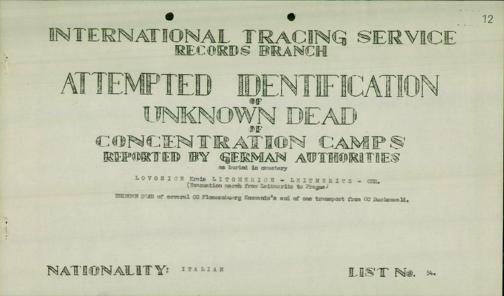 12
INTERNATIONAL TRACING SERVICE
RECORDS BRANCH
ATTEMPTED IDENTIFICATION
OF
UNKNOWN DEAD
OF
CONCENTRATION CAMPS
REPORTED BY GERMAN AUTHORITIES
as buried in cemetery
LOVOSICE Kreis LITOMERICE - LEITMERITZ - CSR.
(Evacuation march from Leitmeritz to Prague)
UNKNOWN DEAD of several CC Flossenburg Kommando's and of one transport from CC Buchenwald.
NATIONALITY: ITALIAN
LIST No. 54.